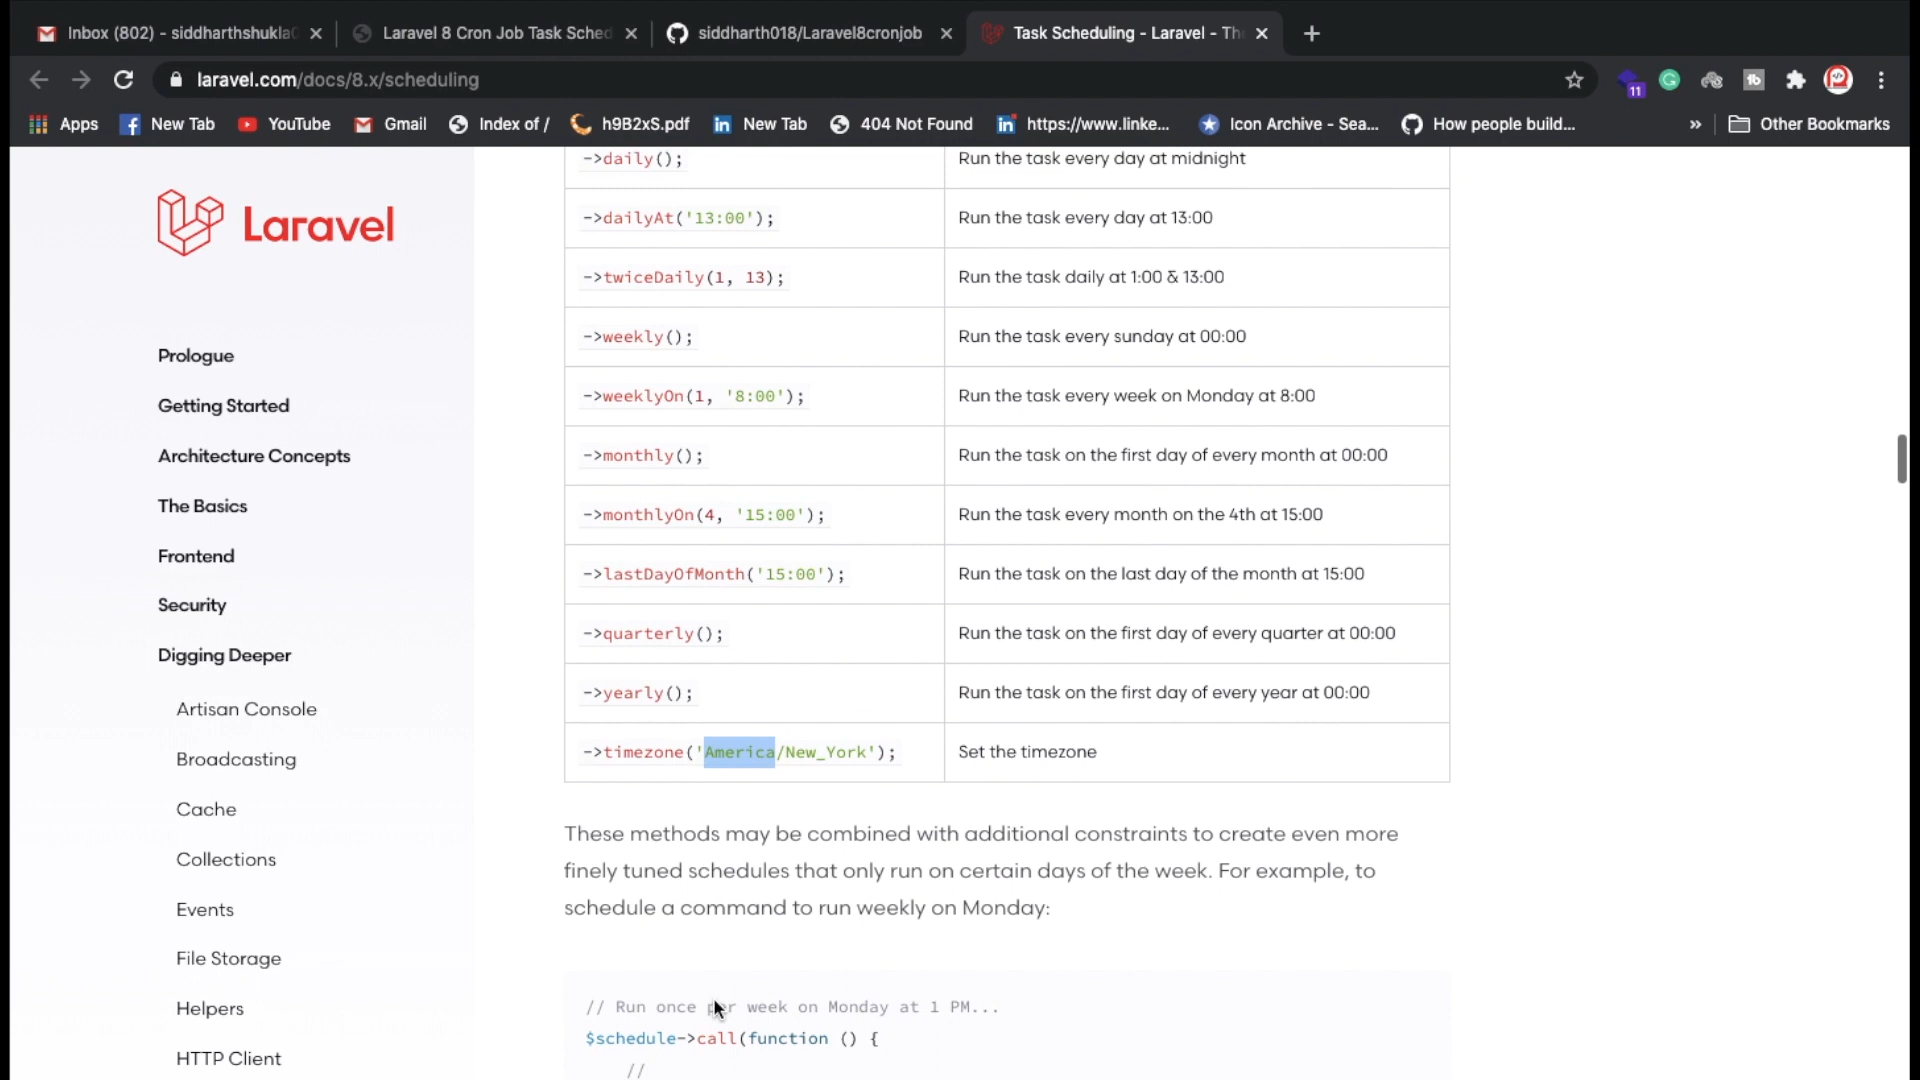 Inbox (802) - siddharthshukla
Laravel 8 Cron Job Task Sched
siddharth018/Laravel8cronjob
Task Scheduling - Laravel - Th
laravel.com/docs/8.x/scheduling
11
Apps
New Tab
YouTube
Gmail
Index of /
h9B2xS.pdf
New Tab
404 Not Found
https://www.linke...
Icon Archive - Sea...
How people build...
»
Other Bookmarks
Laravel
Prologue
Getting Started
Architecture Concepts
The Basics
Frontend
Security
Digging Deeper
Artisan Console
Broadcasting
Cache
Collections
Events
File Storage
Helpers
HTTP Client
->daily(); Run the task every day at midnight
->dailyAt('13:00'); Run the task every day at 13:00
->twiceDaily(1, 13); Run the task daily at 1:00 & 13:00
->weekly(); Run the task every sunday at 00:00
->weeklyOn(1, '8:00'); Run the task every week on Monday at 8:00
->monthly(); Run the task on the first day of every month at 00:00
->monthlyOn(4, '15:00'); Run the task every month on the 4th at 15:00
->lastDayOfMonth('15:00'); Run the task on the last day of the month at 15:00
->quarterly(); Run the task on the first day of every quarter at 00:00
->yearly(); Run the task on the first day of every year at 00:00
->timezone('America/New_York'); Set the timezone
These methods may be combined with additional constraints to create even more
finely tuned schedules that only run on certain days of the week. For example, to
schedule a command to run weekly on Monday:
// Run once per week on Monday at 1 PM...
$schedule->call(function () {
//